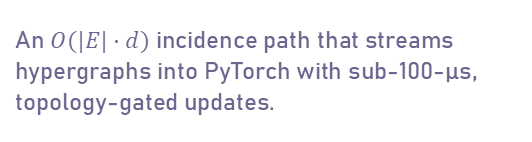 An 𝑂(|𝐸| · 𝑑) incidence path that streams
hypergraphs into PyTorch with sub-100-µs,
topology-gated updates.